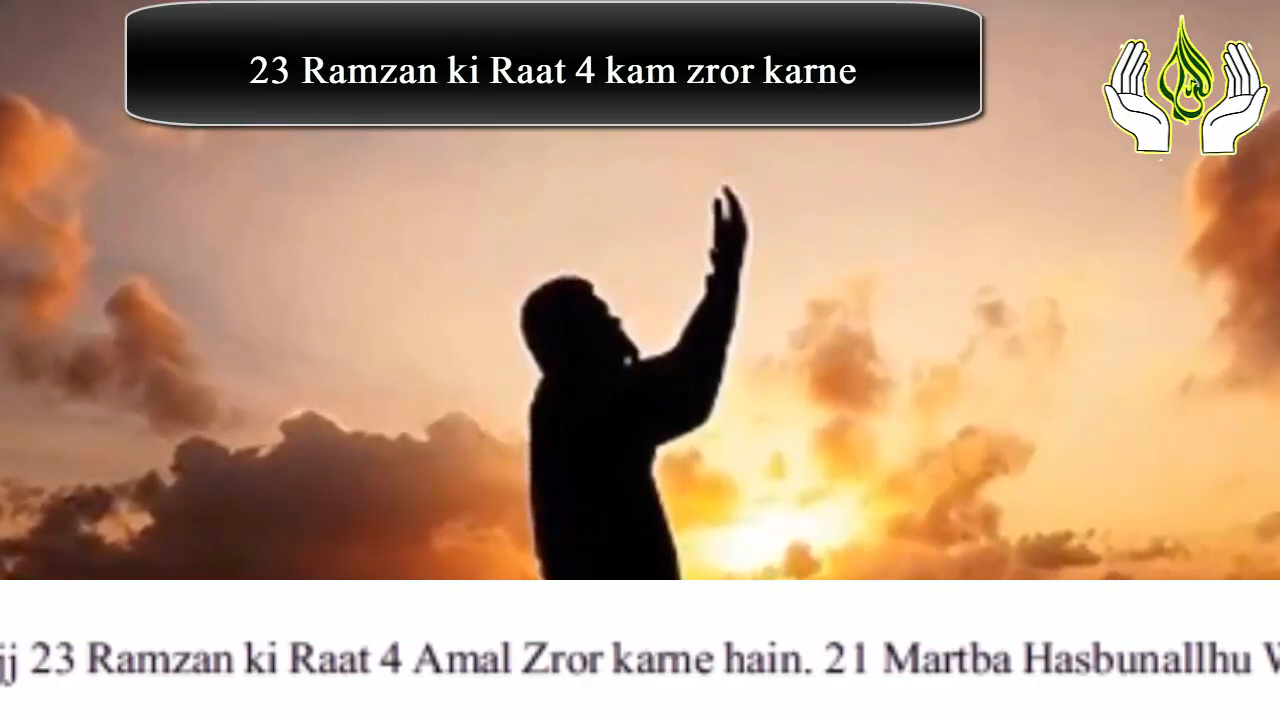 23 Ramzan ki Raat 4 kam zror karne
jj 23 Ramzan ki Raat 4 Amal Zror karne hain. 21 Martba Hasbunallhu